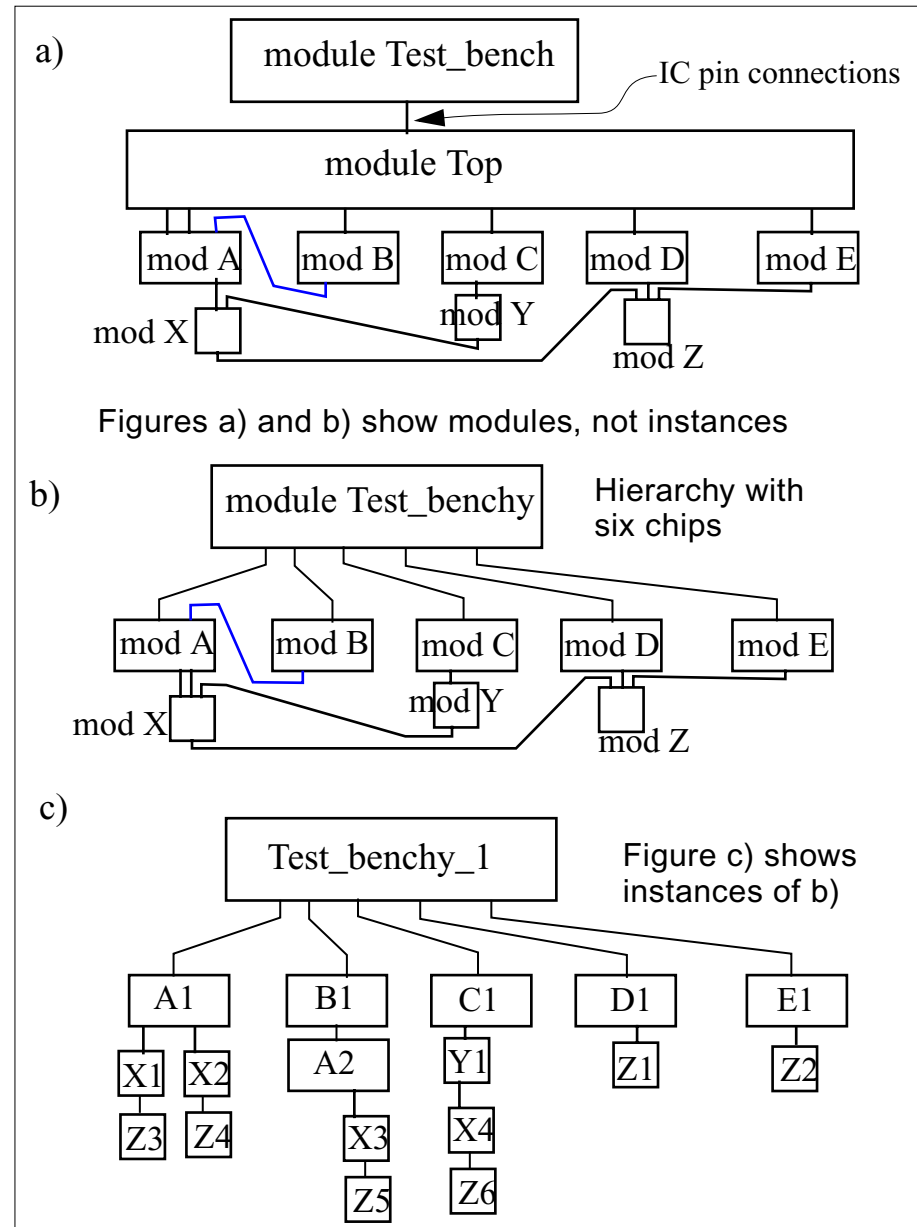 a)
module Test_bench
IC pin connections
module Top
mod A
mod B
mod C
mod D
mod E
mod X
mod Y
mod Z
Figures a) and b) show modules, not instances
b)
module Test_benchy
Hierarchy with
six chips
mod A
mod B
mod C
mod D
mod E
mod X
mod Y
mod Z
c)
Test_benchy_1
Figure c) shows
instances of b)
A1
B1
C1
D1
E1
X1
X2
A2
Y1
Z1
Z2
Z3
Z4
X3
X4
Z5
Z6